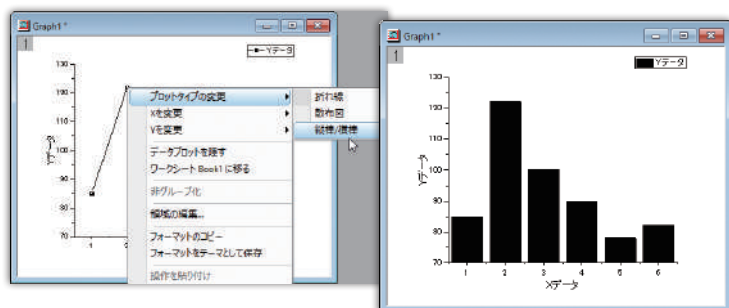 Graph1 *
1
Yデータ
130
120
110
100
90
80
70
Yデータ
1
プロットタイプの変更
Xを変更
Yを変更
データプロットを隠す
ワークシート Book1 に移る
非グループ化
領域の編集...
フォーマットのコピー
フォーマットをテーマとして保存
操作を貼り付け
折れ線
散布図
縦棒/横棒
Graph1 *
1
Yデータ
130
120
110
100
90
80
70
Yデータ
1 2 3 4 5 6
Xデータ